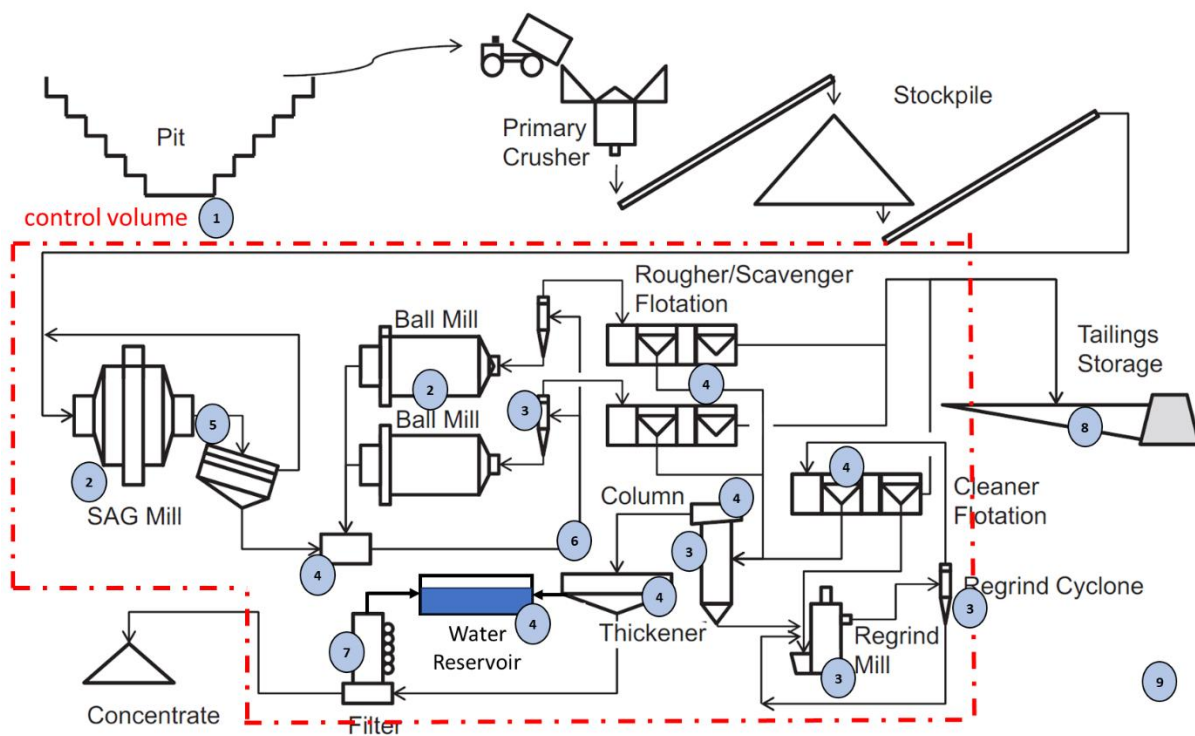 Pit
Primary
Crusher
Stockpile
control volume
1
Rougher/Scavenger
Flotation
Ball Mill
2
Ball Mill
3
4
5
2
SAG Mill
Tailings
Storage
8
4
Cleaner
Flotation
Column
4
3
6
4
4
Thickener
4
Water
Reservoir
7
Filter
Regrind Cyclone
3
Regrind
Mill
3
9
Concentrate